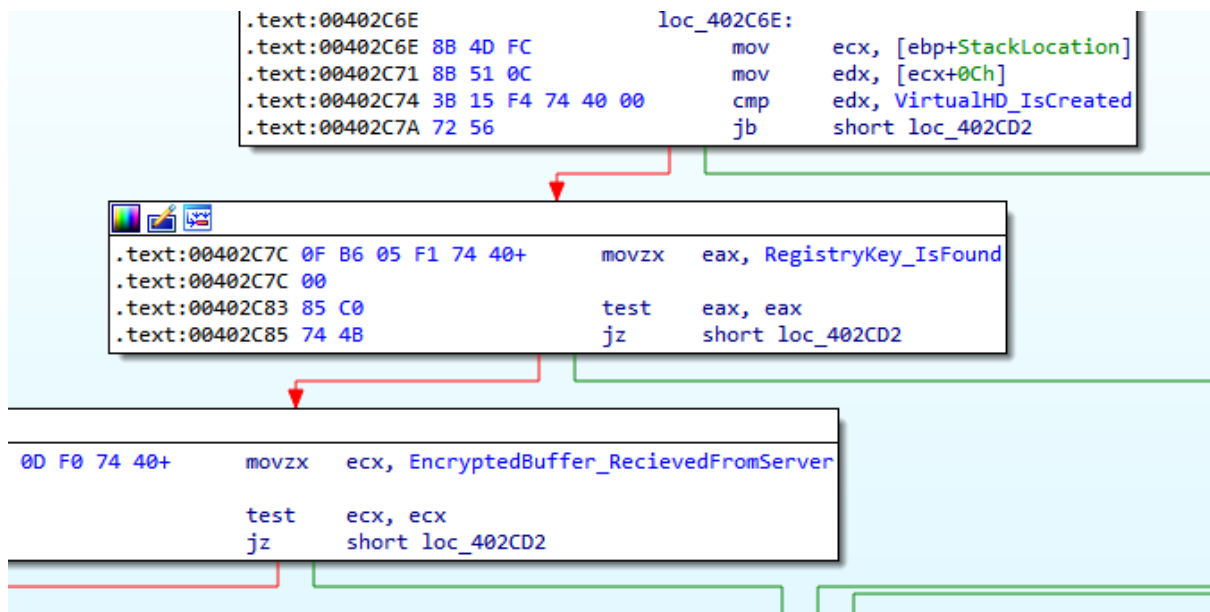 .text:00402C6E loc_402C6E:
.text:00402C6E 8B 4D FC mov ecx, [ebp+StackLocation]
.text:00402C71 8B 51 0C mov edx, [ecx+0Ch]
.text:00402C74 3B 15 F4 74 40 00 cmp edx, VirtualHD_IsCreated
.text:00402C7A 72 56 jb short loc_402CD2
.text:00402C7C 0F B6 05 F1 74 40+ movzx eax, RegistryKey_IsFound
.text:00402C7C 00
.text:00402C83 85 C0 test eax, eax
.text:00402C85 74 4B jz short loc_402CD2
0D F0 74 40+ movzx ecx, EncryptedBuffer_RecievedFromServer
test ecx, ecx
jz short loc_402CD2